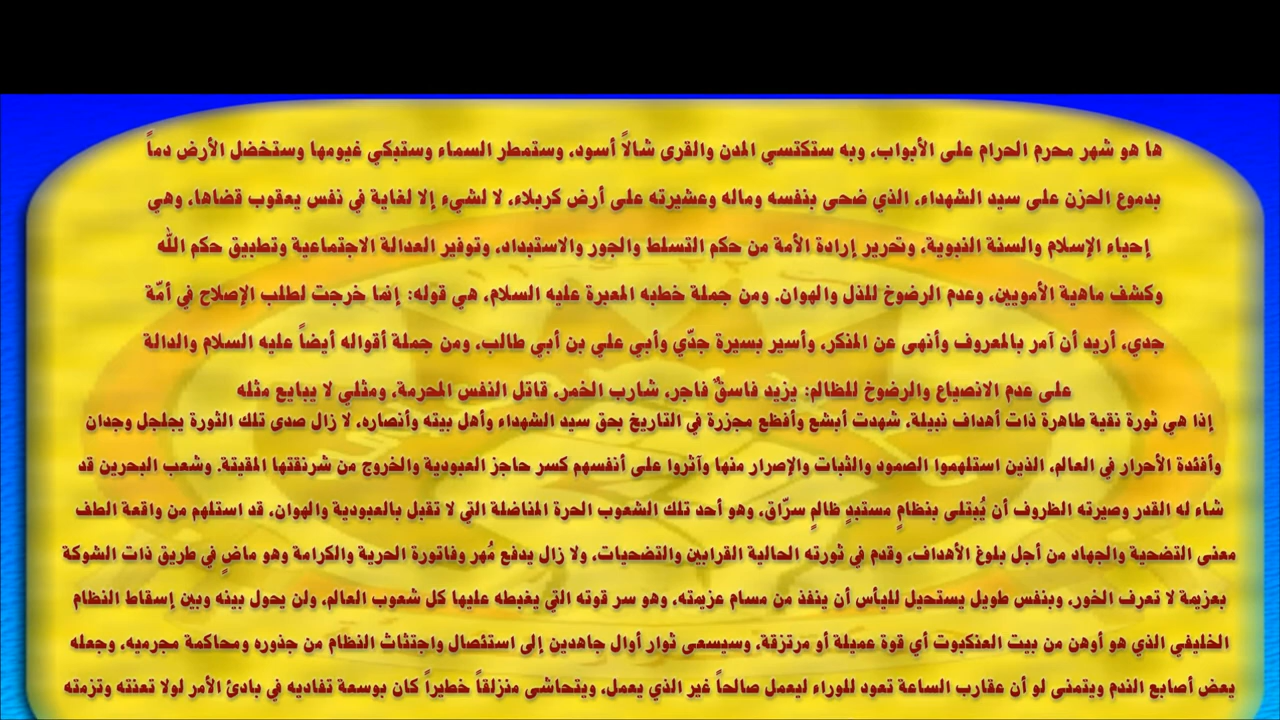 ها هو شهر محرم الحرام على الأبواب، وبه ستكتسي المدن والقرى شالاً أسود، وستمطر السماء وستبكي غيومها وستخضل الأرض دماً
بدموع الحزن على سيد الشهداء، الذي ضحى بنفسه وماله وعشيرته على أرض كربلاء، لا لشيء إلا لغاية في نفس يعقوب قضاها، وهي
إحياء الإسلام والسنة النبوية، وتحرير إرادة الأمة من حكم التسلط والجور والاستبداد، وتوفير العدالة الاجتماعية وتطبيق حكم الله
وكشف ماهية الأمويين، وعدم الرضوخ للذل والهوان. ومن جملة خطبه المعبرة عليه السلام، هي قوله: إنما خرجت لطلب الإصلاح في أمّة
جدي، أريد أن آمر بالمعروف وأنهى عن المنكر، وأسير بسيرة جدّي وأبي علي بن أبي طالب، ومن جملة أقواله أيضاً عليه السلام والدالة
على عدم الانصياع والرضوخ للظالم: يزيد فاسقٌ فاجر، شارب الخمر، قاتل النفس المحرمة، ومثلي لا يبايع مثله
إذا هي ثورة نقية طاهرة ذات أهداف نبيلة، شهدت أبشع وأفظع مجزرة في التاريخ بحق سيد الشهداء وأهل بيته وأنصاره، لا زال صدى تلك الثورة يجلجل وجدان
وأفئدة الأحرار في العالم، الذين استلهموا الصمود والثبات والإصرار منها وآثروا على أنفسهم كسر حاجز العبودية والخروج من شرنقتها المقيتة. وشعب البحرين قد
شاء له القدر وصيرته الظروف أن يُبتلى بنظامٍ مستبدٍ ظالمٍ سرّاق، وهو أحد تلك الشعوب الحرة المناضلة التي لا تقبل بالعبودية والهوان، قد استلهم من واقعة الطف
معنى التضحية والجهاد من أجل بلوغ الأهداف، وقدم في ثورته الحالية القرابين والتضحيات، ولا زال يدفع مُهر وفاتورة الحرية والكرامة وهو ماضٍ في طريق ذات الشوكة
بعزيمة لا تعرف الخور، وبنفس طويل يستحيل لليأس أن ينفذ من مسام عزيمته، وهو سر قوته التي يغبطه عليها كل شعوب العالم، ولن يحول بينه وبين إسقاط النظام
الخليفي الذي هو أوهن من بيت العنكبوت أي قوة عميلة أو مرتزقة، وسيسعى ثوار أوال جاهدين إلى استئصال واجتثاث النظام من جذوره ومحاكمة مجرميه، وجعله
يعض أصابع الندم ويتمنى لو أن عقارب الساعة تعود للوراء ليعمل صالحاً غير الذي يعمل، ويتحاشى منزلقاً خطيراً كان بوسعة تفاديه في بادئ الأمر لولا تعنته وتزمته